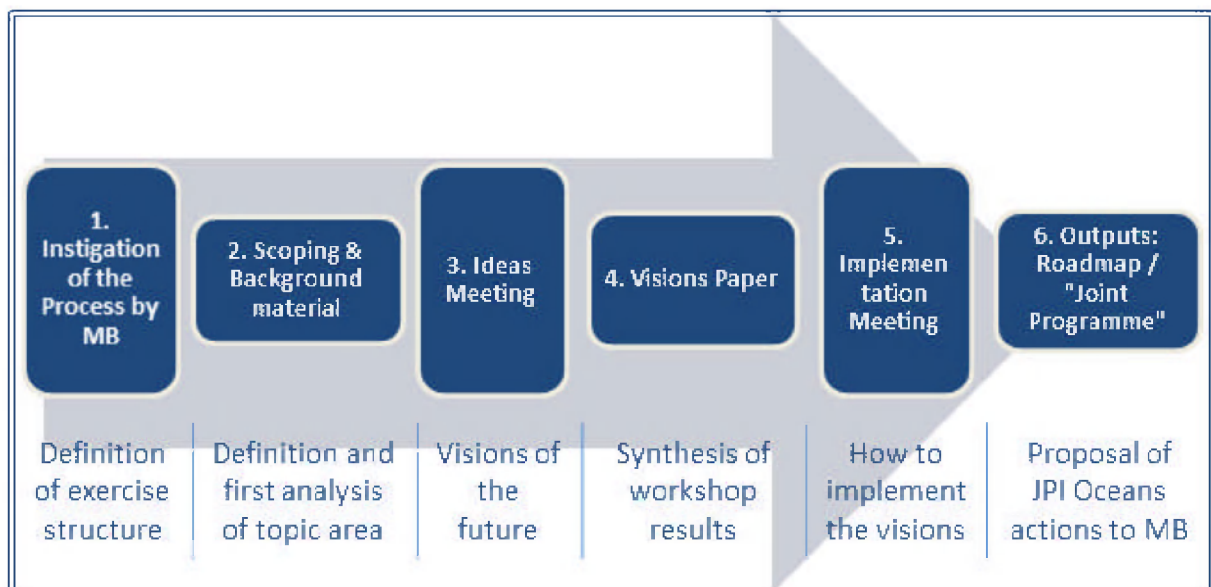 1.
Instigation
of the
Process by
MB
2. Scoping &
Background
material
3. Ideas
Meeting
4. Visions Paper
5.
Implemen
tation
Meeting
6. Outputs:
Roadmap /
"Joint
Programme"
Definition
of exercise
structure
Definition and
first analysis
of topic area
Visions of
the
future
Synthesis of
workshop
results
How to
implement
the visions
Proposal of
JPI Oceans
actions to MB